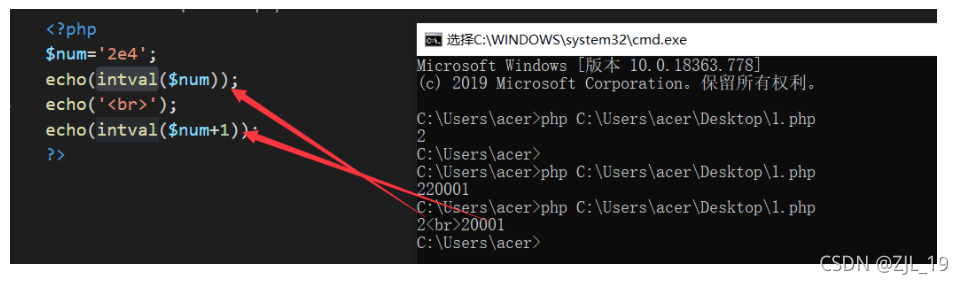 <?php
$num='2e4';
echo(intval($num));
echo('<br>');
echo(intval($num+1));
?>
选择C:\WINDOWS\system32\cmd.exe
Microsoft Windows [版本 10.0.18363.778]
(c) 2019 Microsoft Corporation。保留所有权利。
C:\Users\acer>php C:\Users\acer\Desktop\1.php
2
C:\Users\acer>
C:\Users\acer>php C:\Users\acer\Desktop\1.php
220001
C:\Users\acer>php C:\Users\acer\Desktop\1.php
2<br>20001
C:\Users\acer>
CSDN @ZJL_19